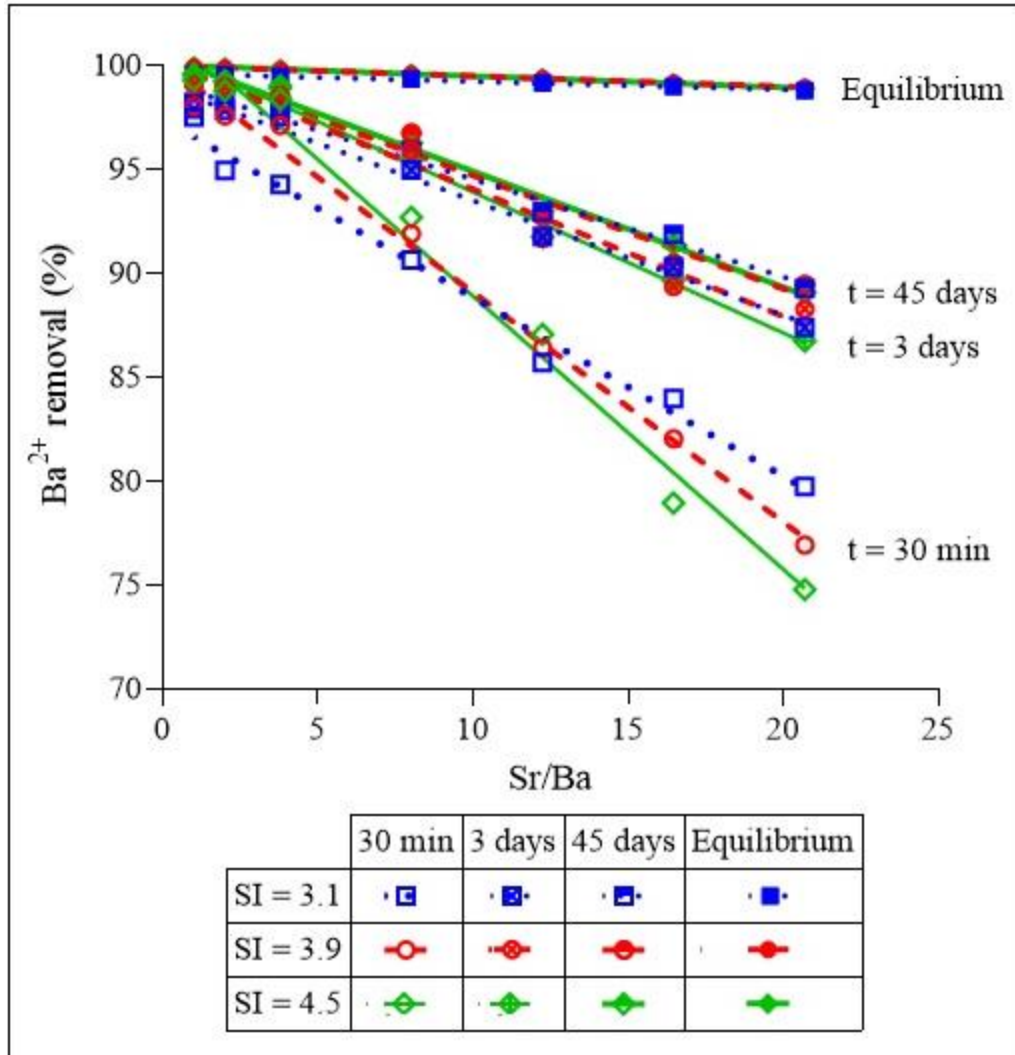 100
95
90
85
80
75
70
0 5 10 15 20 25
Ba²⁺ removal (%)
Sr/Ba
Equilibrium
t = 45 days
t = 3 days
t = 30 min
30 min 3 days 45 days Equilibrium
SI = 3.1
SI = 3.9
SI = 4.5